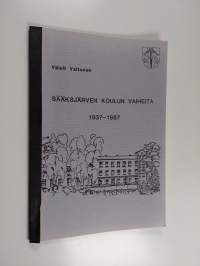 Väinö Valtonen
SÄÄKSJÄRVEN KOULUN VAIHEITA
1937-1987